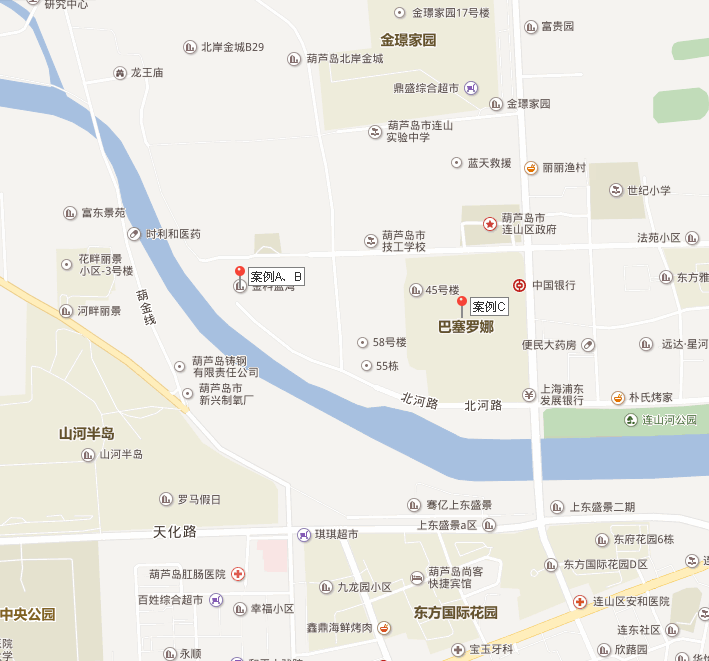 研究中心
金璟家园17号楼
富贵园
金璟家园
北岸金城B29
葫芦岛北岸金城
龙王庙
鼎盛综合超市
金璟家园
葫芦岛市连山
实验中学
蓝天救援
丽丽渔村
世纪小学
富东景苑
时利和医药
葫芦岛市
连山区政府
葫芦岛市
技工学校
法苑小区
花畔丽景
小区-3号楼
案例A、B
45号楼
中国银行
东方雅
葫金线
案例C
河畔丽景
巴塞罗娜
58号楼
便民大药房
远达·星河
葫芦岛铸钢
有限责任公司
55栋
葫芦岛市
新兴制氧厂
北河路
北河路
上海浦东
发展银行
朴氏烤家
连山河公园
山河半岛
山河半岛
罗马假日
骞亿上东盛景
上东盛景二期
上东盛景a区
天化路
琪琪超市
东府花园6栋
东方国际花园D区
连
葫芦岛肛肠医院
葫芦岛尚客
快捷宾馆
九龙园小区
百姓综合超市
幸福小区
连山区安和医院
中央公园
东方国际花园
鑫鼎海鲜烤肉
连东社区
医院
永顺
宝玉牙科
欣蕗园